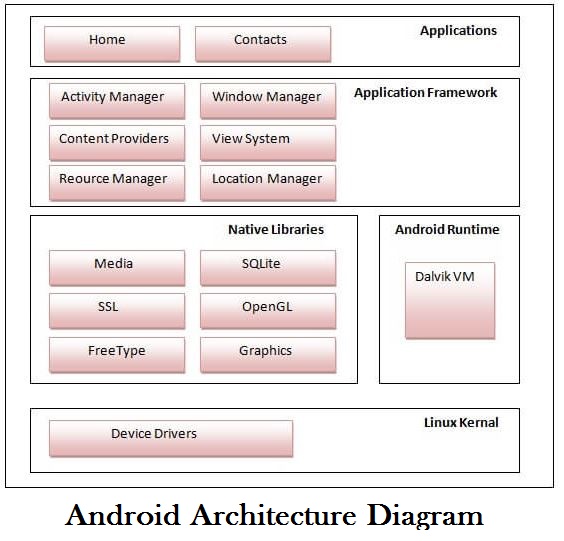 Applications
Home
Contacts
Application Framework
Activity Manager
Window Manager
Content Providers
View System
Reource Manager
Location Manager
Native Libraries
Media
SQLite
SSL
OpenGL
FreeType
Graphics
Android Runtime
Dalvik VM
Linux Kernal
Device Drivers
Android Architecture Diagram